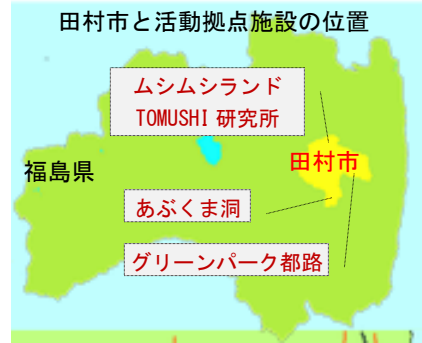 田村市と活動拠点施設の位置
ムシムシランド
TOMUSHI 研究所
田村市
福島県
あぶくま洞
グリーンパーク都路